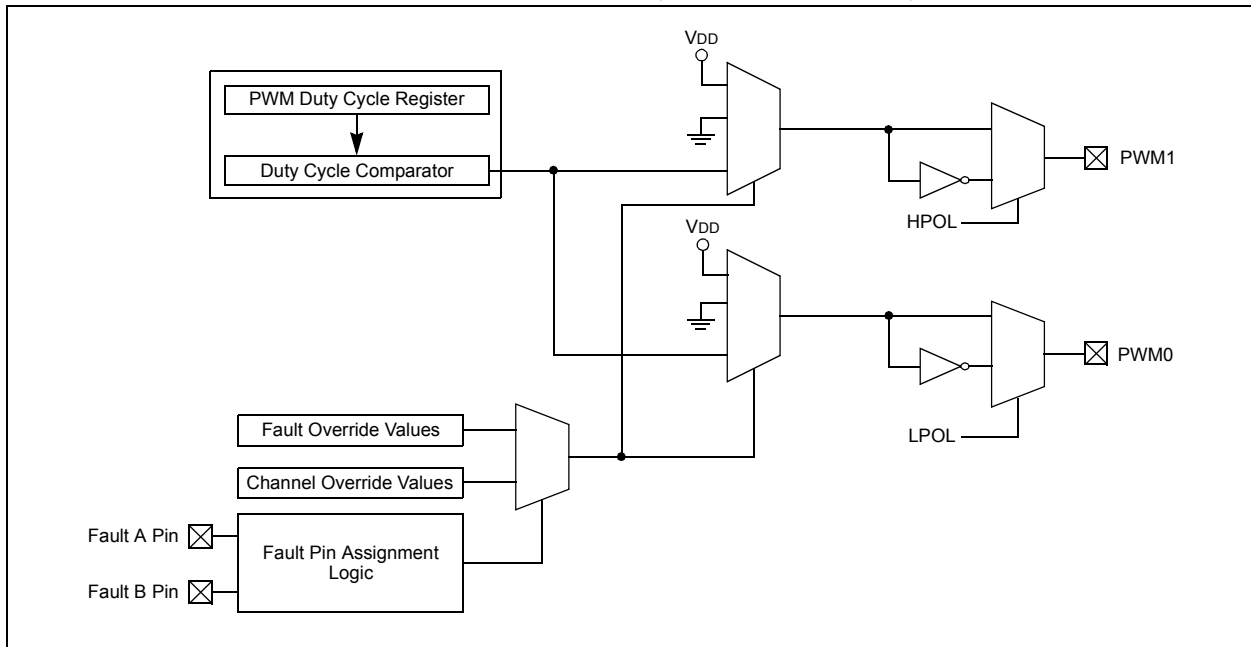 VDD
PWM Duty Cycle Register
Duty Cycle Comparator
PWM1
HPOL
VDD
PWM0
LPOL
Fault Override Values
Channel Override Values
Fault A Pin
Fault Pin Assignment
Logic
Fault B Pin